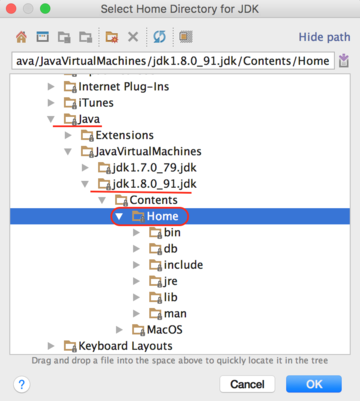 Select Home Directory for JDK
Hide path
ava/JavaVirtualMachines/jdk1.8.0_91.jdk/Contents/Home
Internet Plug-Ins
iTunes
Java
Extensions
JavaVirtualMachines
jdk1.7.0_79.jdk
jdk1.8.0_91.jdk
Contents
Home
bin
db
include
jre
lib
man
MacOS
Keyboard Layouts
Drag and drop a file into the space above to quickly locate it in the tree
? Cancel OK